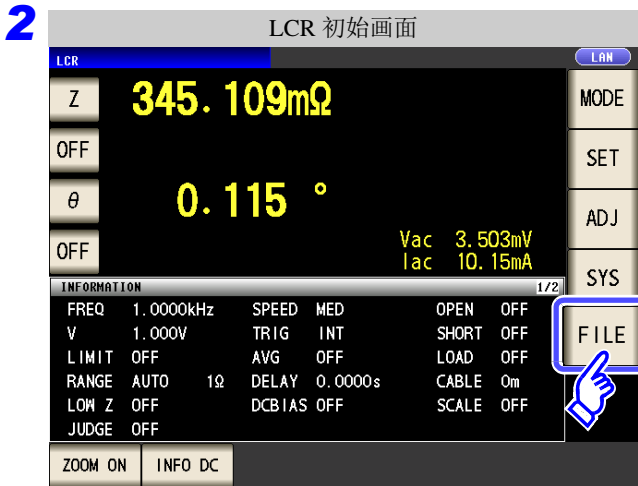 2
LCR 初始画面
LCR
LAN
Z
345.109mΩ
MODE
OFF
SET
θ
0.115 °
ADJ
OFF
Vac 3.503mV
Iac 10.15mA
SYS
INFORMATION 1/2
FREQ 1.0000kHz SPEED MED OPEN OFF
FILE
V 1.000V TRIG INT SHORT OFF
LIMIT OFF AVG OFF LOAD OFF
RANGE AUTO 1Ω DELAY 0.0000s CABLE 0m
LOW Z OFF DCBIAS OFF SCALE OFF
JUDGE OFF
ZOOM ON INFO DC